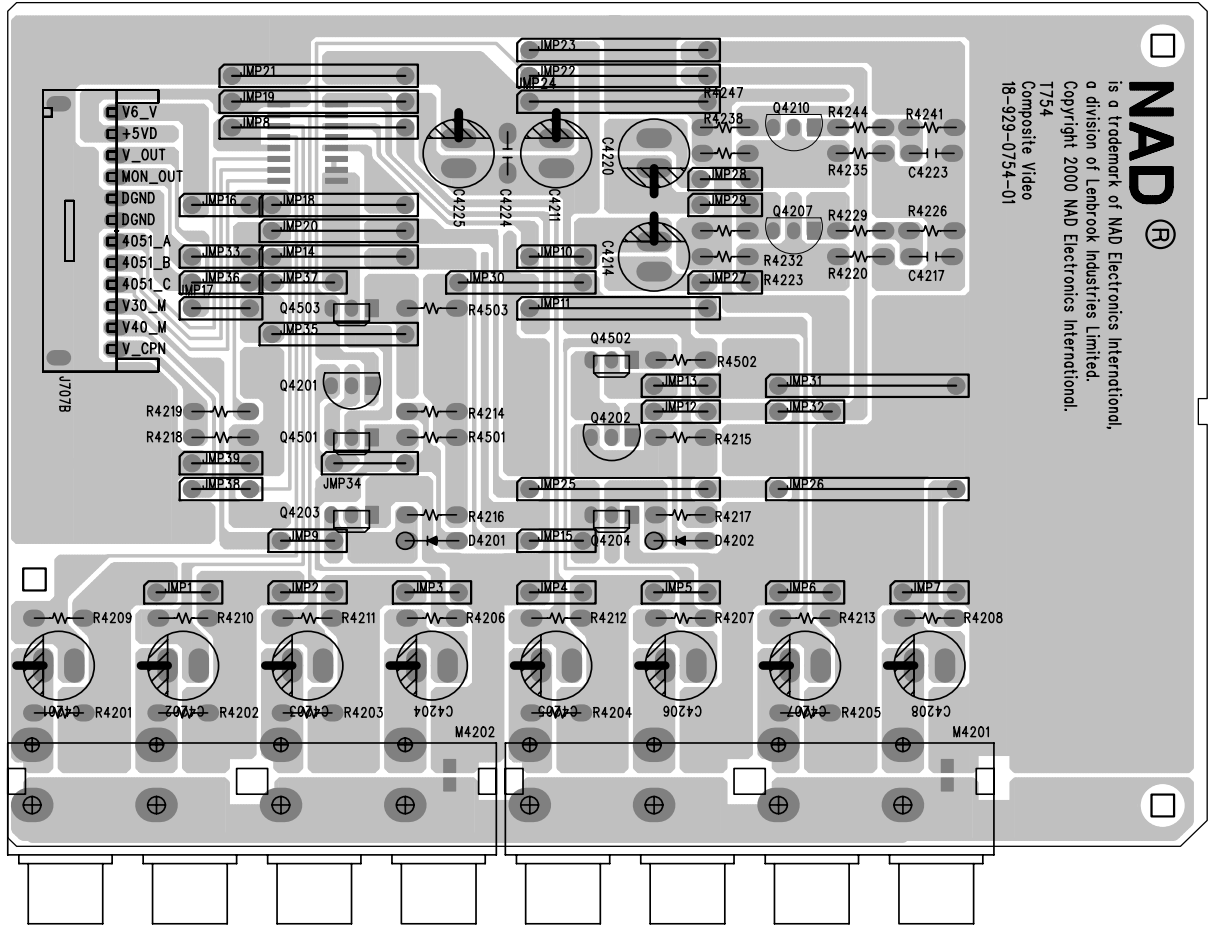 JMP23
JMP21
JMP22
JMP24
JMP19
R4247
JMP8
V6_V
+5VD
V_OUT
MON_OUT
DGND
DGND
4051_A
4051_B
4051_C
V30_M
V40_M
V_CPN
J707B
R4238
Q4210
R4244
R4241
C4220
R4235
C4223
C4225
C4224
C4211
JMP28
JMP16
JMP18
JMP29
JMP20
Q4207
R4229
R4226
JMP33
JMP14
JMP10
C4214
R4232
R4220
C4217
JMP36
JMP37
JMP30
JMP27
R4223
JMP17
Q4503
R4503
JMP11
JMP35
Q4502
R4502
Q4201
JMP13
JMP31
R4219
R4214
Q4202
JMP12
JMP32
R4218
Q4501
R4501
R4215
JMP39
JMP34
JMP38
JMP25
JMP26
Q4203
R4216
R4217
JMP9
D4201
JMP15
Q4204
D4202
JMP1
JMP2
JMP3
JMP4
JMP5
JMP6
JMP7
R4209
R4210
R4211
R4206
R4212
R4207
R4213
R4208
C4201
R4201
C4202
R4202
C4203
R4203
C4204
C4205
R4204
C4206
C4207
R4205
C4208
M4202
M4201
NAD ®
is a trademark of NAD Electronics International,
a division of Lenbrook Industries Limited.
Copyright 2000 NAD Electronics International.
T754
Composite Video
18-929-0754-01